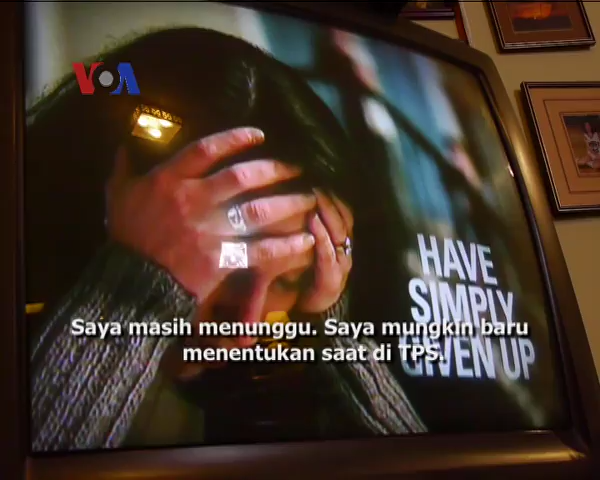 VOA
HAVE
SIMPLY
GIVEN UP
Saya masih menunggu. Saya mungkin baru
menentukan saat di TPS.